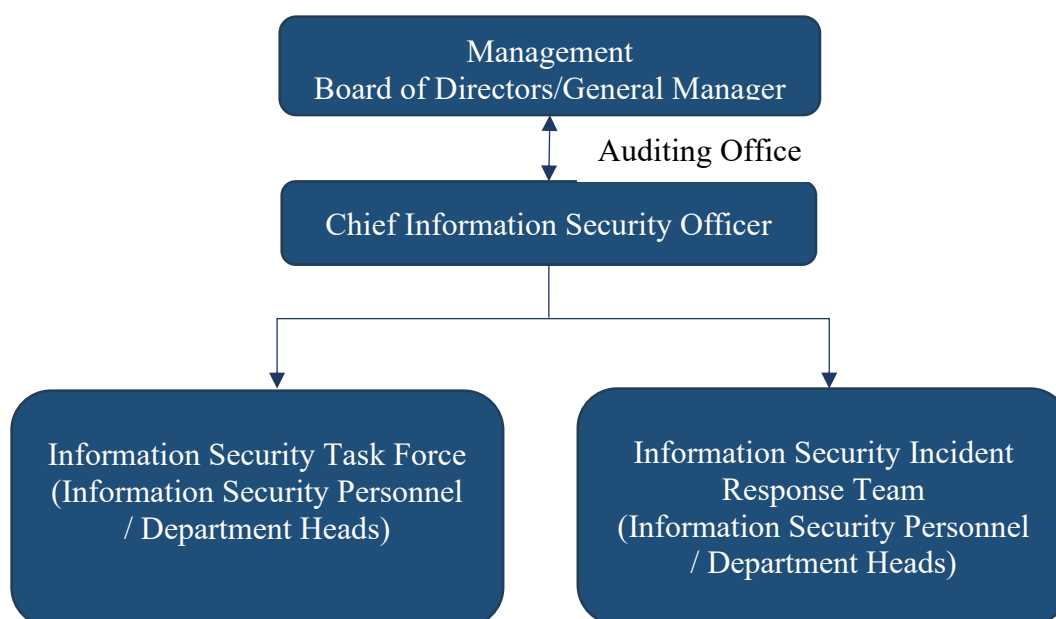 Management
Board of Directors/General Manager
Auditing Office
Chief Information Security Officer
Information Security Task Force
(Information Security Personnel
/ Department Heads)
Information Security Incident
Response Team
(Information Security Personnel
/ Department Heads)